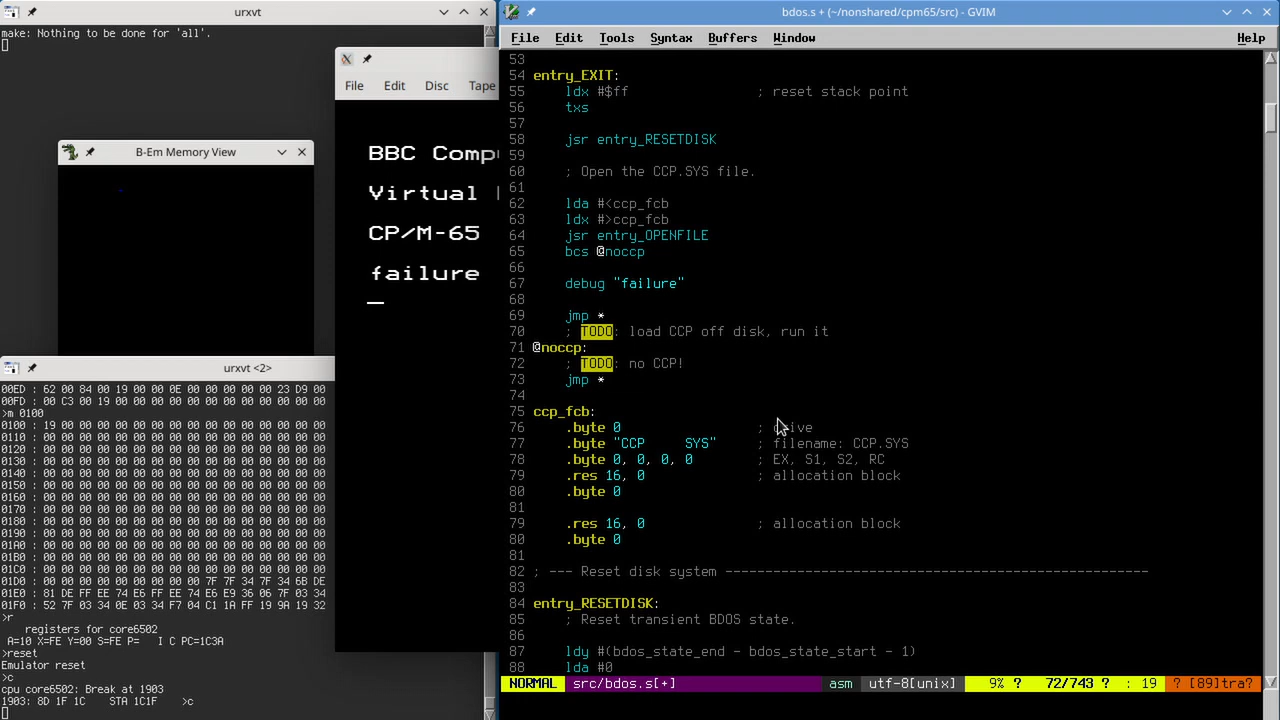 urxvt
make: Nothing to be done for 'all'.
B-Em Memory View
File Edit Disc Tape
BBC Comp
Virtual
CP/M-65
failure
urxvt <2>
00ED : 62 00 84 00 19 00 00 0E 00 00 00 00 00 23 D9 00
00FD : 00 C3 00 19 00 00 00 00 00 00 00 00 00 00 00 00
>m 0100
0100 : 19 00 00 00 00 00 00 00 00 00 00 00 00 00 00 00
0110 : 00 00 00 00 00 00 00 00 00 00 00 00 00 00 00 00
0120 : 00 00 00 00 00 00 00 00 00 00 00 00 00 00 00 00
0130 : 00 00 00 00 00 00 00 00 00 00 00 00 00 00 00 00
0140 : 00 00 00 00 00 00 00 00 00 00 00 00 00 00 00 00
0150 : 00 00 00 00 00 00 00 00 00 00 00 00 00 00 00 00
0160 : 00 00 00 00 00 00 00 00 00 00 00 00 00 00 00 00
0170 : 00 00 00 00 00 00 00 00 00 00 00 00 00 00 00 00
0180 : 00 00 00 00 00 00 00 00 00 00 00 00 00 00 00 00
0190 : 00 00 00 00 00 00 00 00 00 00 00 00 00 00 00 00
01A0 : 00 00 00 00 00 00 00 00 00 00 00 00 00 00 00 00
01B0 : 00 00 00 00 00 00 00 00 00 00 00 00 00 00 00 00
01C0 : 00 00 00 00 00 00 00 00 00 00 00 00 00 00 00 00
01D0 : 00 00 00 00 00 00 00 00 00 7F 7F 34 7F 34 6B DE
01E0 : 81 DE FF EE 74 E6 FF EE 74 E6 E9 36 06 7F 03 34
01F0 : 52 7F 03 34 0E 03 34 F7 04 C1 1A FF 19 9A 19 32
>r
registers for core6502
A=10 X=FE Y=00 S=FE P= I C PC=1C3A
>reset
Emulator reset
>c
cpu core6502: Break at 1903
1903: 8D 1F 1C STA 1C1F >c
bdos.s + (~/nonshared/cpm65/src) - GVIM
File Edit Tools Syntax Buffers Window Help
53
54 entry_EXIT:
55 ldx #$ff ; reset stack point
56 txs
57
58 jsr entry_RESETDISK
59
60 ; Open the CCP.SYS file.
61
62 lda #<ccp_fcb
63 ldx #>ccp_fcb
64 jsr entry_OPENFILE
65 bcs @noccp
66
67 debug "failure"
68
69 jmp *
70 ; TODO: load CCP off disk, run it
71 @noccp:
72 ; TODO: no CCP!
73 jmp *
74
75 ccp_fcb:
76 .byte 0 ; drive
77 .byte "CCP     SYS" ; filename: CCP.SYS
78 .byte 0, 0, 0, 0 ; EX, S1, S2, RC
79 .res 16, 0 ; allocation block
80 .byte 0
81
79 .res 16, 0 ; allocation block
80 .byte 0
81
82 ; --- Reset disk system -----------------------------------------------------
83
84 entry_RESETDISK:
85 ; Reset transient BDOS state.
86
87 ldy #(bdos_state_end - bdos_state_start - 1)
88 lda #0
NORMAL src/bdos.s[+] asm utf-8[unix] 9% ? 72/743 ? : 19 ? [89]tra?